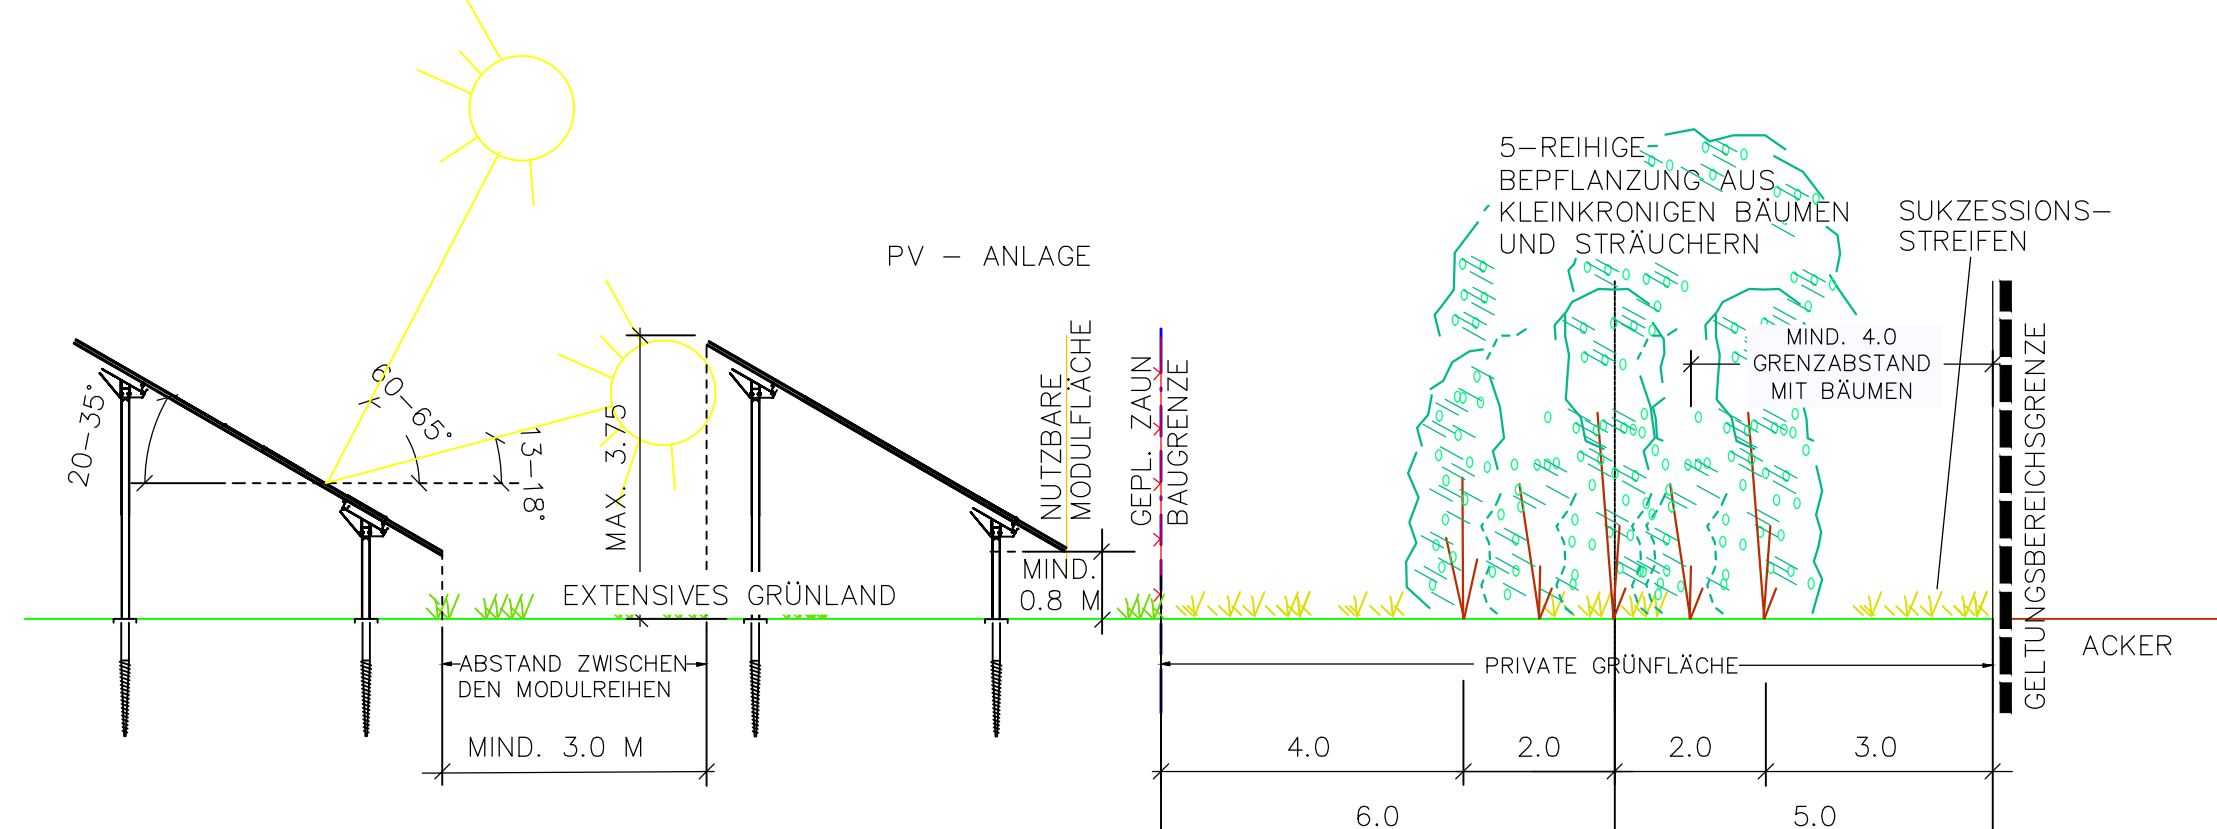 5-REIHIGE
BEPFLANZUNG AUS
KLEINKRONIGEN BÄUMEN
UND STRÄUCHERN
SUKZESSIONS-
STREIFEN
PV - ANLAGE
MIND. 4.0
GRENZABSTAND
MIT BÄUMEN
20-35°
60-65°
13-18°
MAX. 3.75
NUTZBARE
MODULFLÄCHE
GEPL. ZAUN
BAUGRENZE
GELTUNGSBEREICHSGRENZE
MIND.
0.8 M
EXTENSIVES GRÜNLAND
ACKER
ABSTAND ZWISCHEN
DEN MODULREIHEN
PRIVATE GRÜNFLÄCHE
MIND. 3.0 M
4.0
2.0
2.0
3.0
6.0
5.0